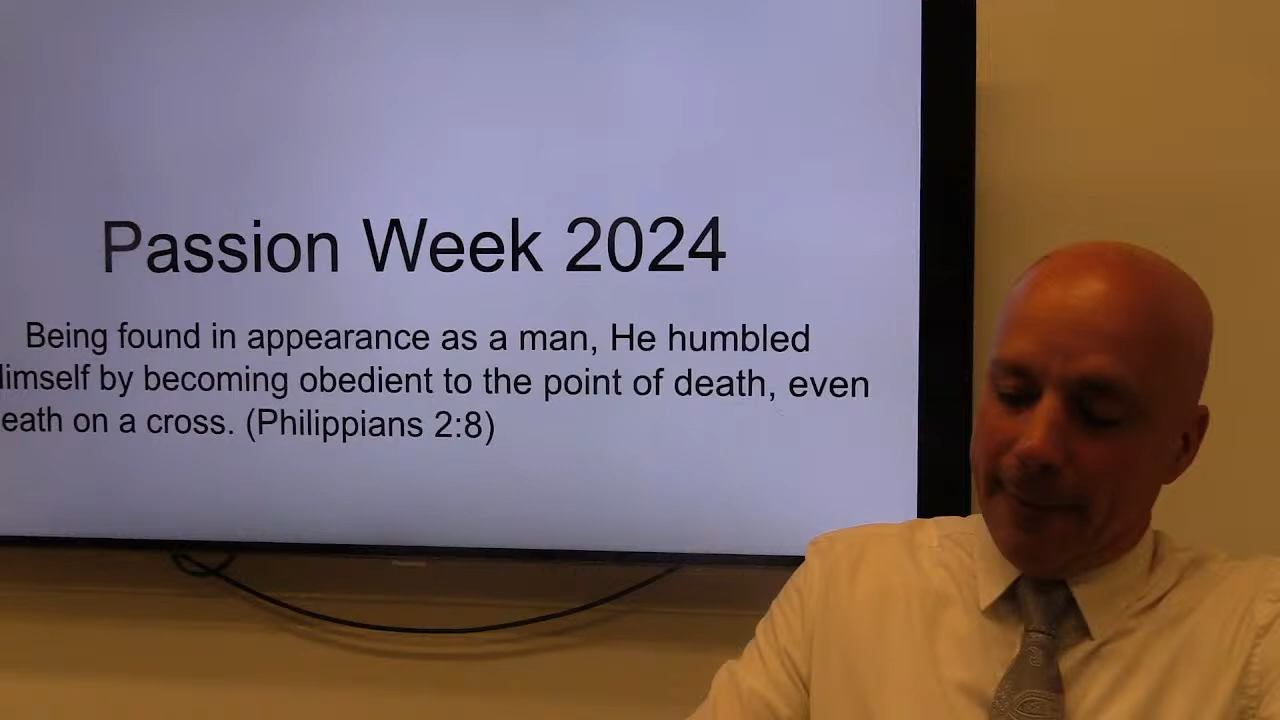 Passion Week 2024
Being found in appearance as a man, He humbled
Himself by becoming obedient to the point of death, even
eath on a cross. (Philippians 2:8)